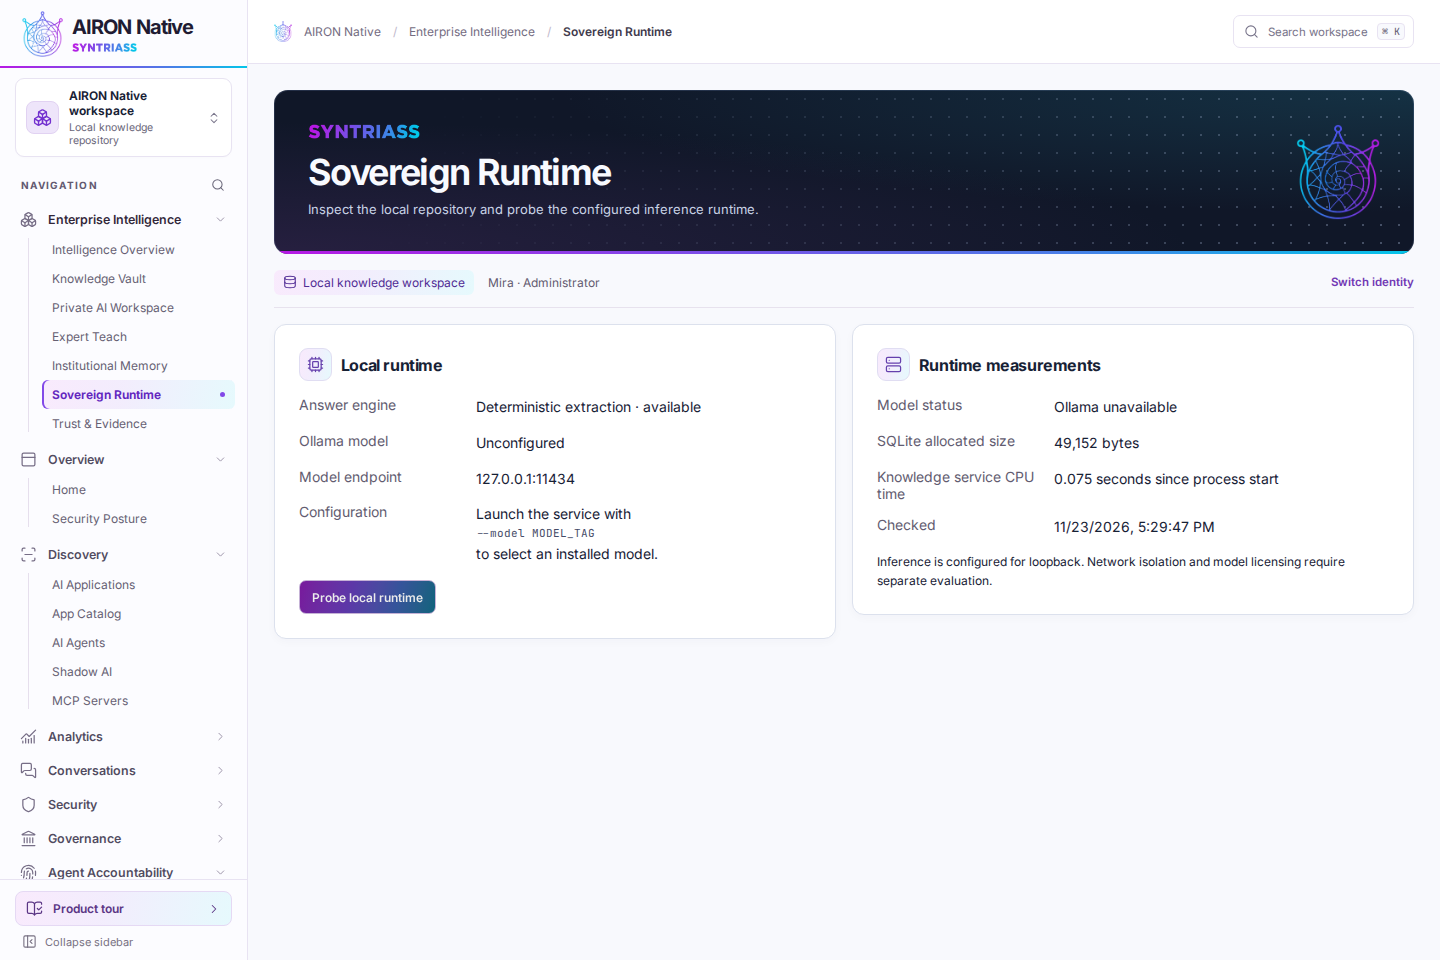 AIRON Native
SYNTRIASS
AIRON Native
workspace
Local knowledge
repository
NAVIGATION
Enterprise Intelligence
Intelligence Overview
Knowledge Vault
Private AI Workspace
Expert Teach
Institutional Memory
Sovereign Runtime
Trust & Evidence
Overview
Home
Security Posture
Discovery
AI Applications
App Catalog
AI Agents
Shadow AI
MCP Servers
Analytics
Conversations
Security
Governance
Agent Accountability
Product tour
Collapse sidebar
AIRON Native / Enterprise Intelligence / Sovereign Runtime
Search workspace ⌘ K
SYNTRIASS
Sovereign Runtime
Inspect the local repository and probe the configured inference runtime.
Local knowledge workspace Mira · Administrator
Switch identity
Local runtime
Answer engine Deterministic extraction · available
Ollama model Unconfigured
Model endpoint 127.0.0.1:11434
Configuration Launch the service with
--model MODEL_TAG
to select an installed model.
Probe local runtime
Runtime measurements
Model status Ollama unavailable
SQLite allocated size 49,152 bytes
Knowledge service CPU 0.075 seconds since process start
time
Checked 11/23/2026, 5:29:47 PM
Inference is configured for loopback. Network isolation and model licensing require
separate evaluation.